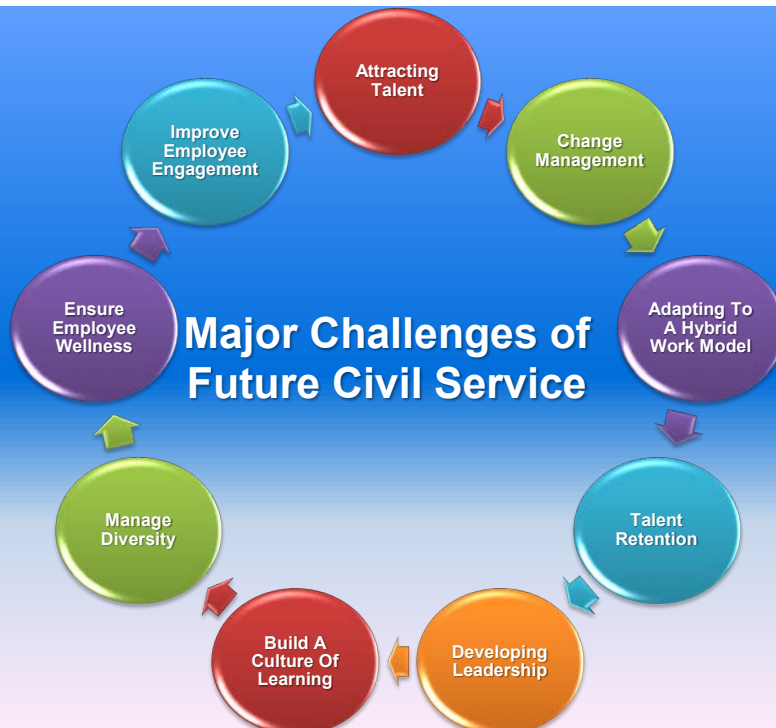 Attracting
Talent
Change
Management
Adapting To
A Hybrid
Work Model
Talent
Retention
Developing
Leadership
Build A
Culture Of
Learning
Manage
Diversity
Ensure
Employee
Wellness
Improve
Employee
Engagement
Major Challenges of
Future Civil Service